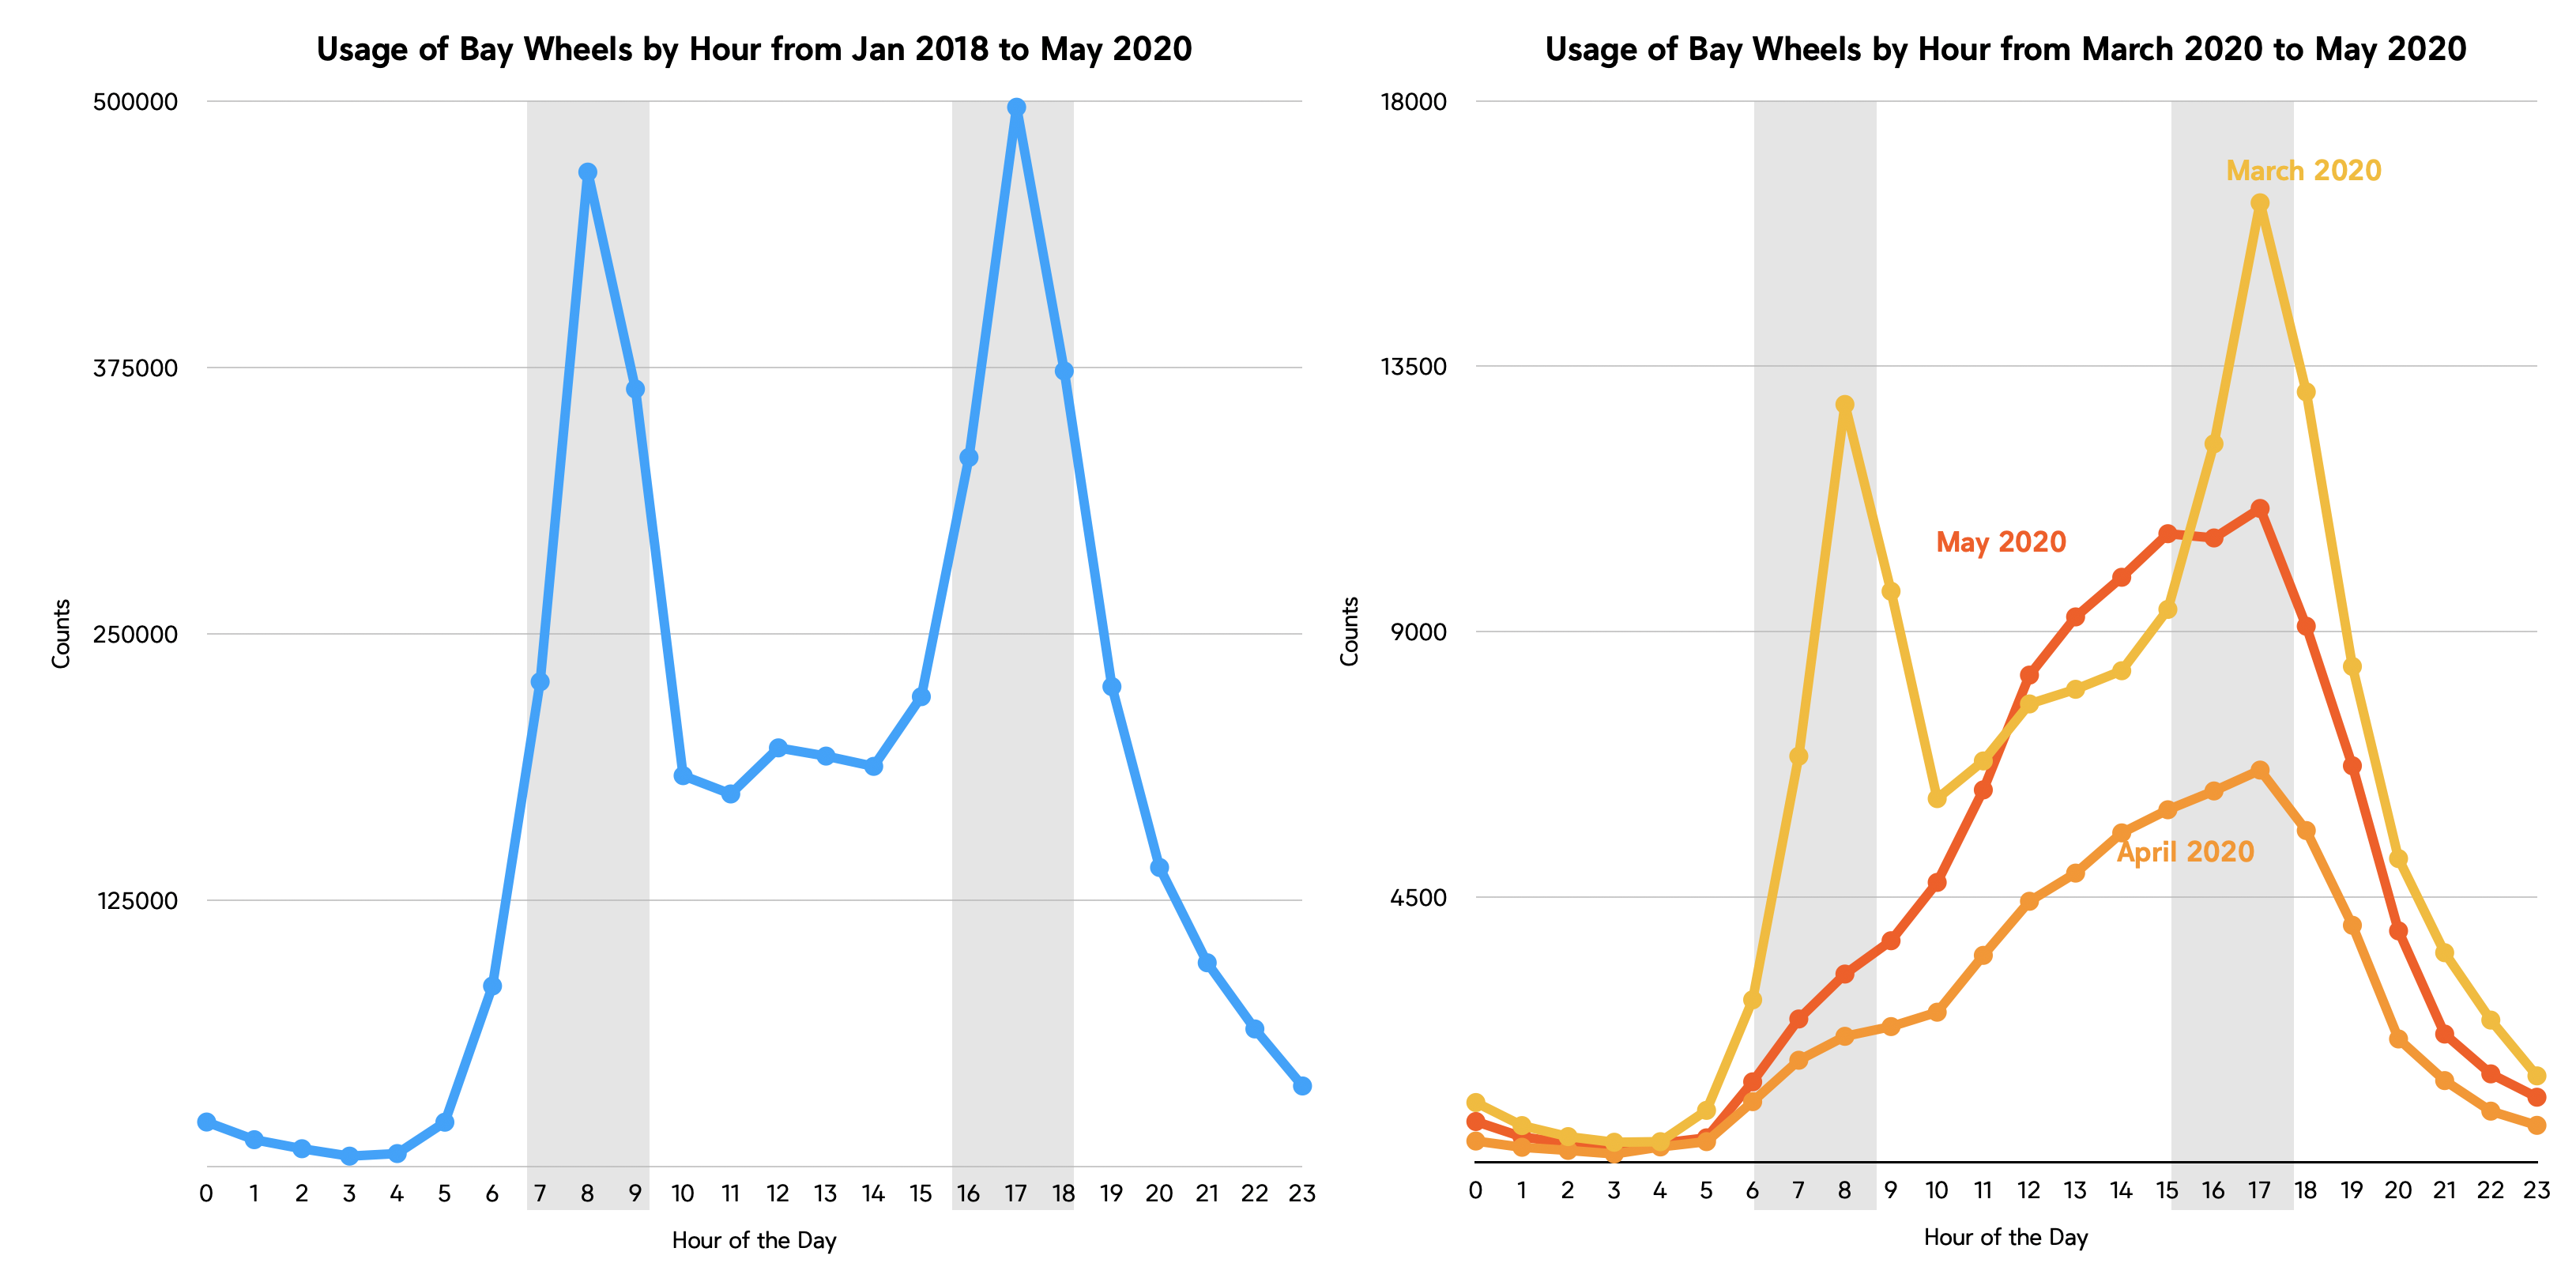 Usage of Bay Wheels by Hour from Jan 2018 to May 2020
500000
375000
250000
125000
Counts
0 1 2 3 4 5 6 7 8 9 10 11 12 13 14 15 16 17 18 19 20 21 22 23
Hour of the Day
Usage of Bay Wheels by Hour from March 2020 to May 2020
18000
13500
9000
4500
Counts
March 2020
May 2020
April 2020
0 1 2 3 4 5 6 7 8 9 10 11 12 13 14 15 16 17 18 19 20 21 22 23
Hour of the Day